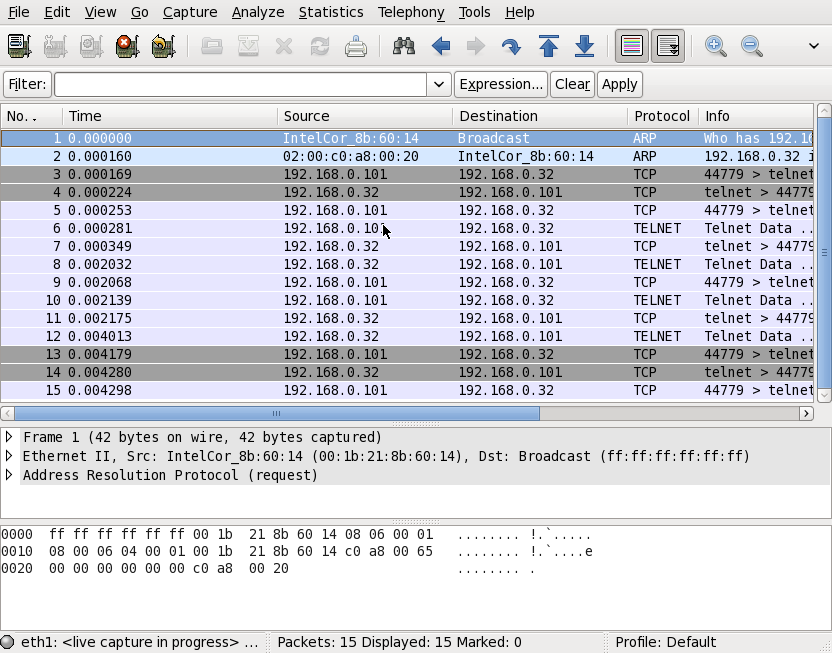 File Edit View Go Capture Analyze Statistics Telephony Tools Help
Filter: Expression... Clear Apply
No. . Time Source Destination Protocol Info
1 0.000000 IntelCor_8b:60:14 Broadcast ARP Who has 192.16
2 0.000160 02:00:c0:a8:00:20 IntelCor_8b:60:14 ARP 192.168.0.32 i
3 0.000169 192.168.0.101 192.168.0.32 TCP 44779 > telnet
4 0.000224 192.168.0.32 192.168.0.101 TCP telnet > 44779
5 0.000253 192.168.0.101 192.168.0.32 TCP 44779 > telnet
6 0.000281 192.168.0.101 192.168.0.32 TELNET Telnet Data ..
7 0.000349 192.168.0.32 192.168.0.101 TCP telnet > 44779
8 0.002032 192.168.0.32 192.168.0.101 TELNET Telnet Data ..
9 0.002068 192.168.0.101 192.168.0.32 TCP 44779 > telnet
10 0.002139 192.168.0.101 192.168.0.32 TELNET Telnet Data ..
11 0.002175 192.168.0.32 192.168.0.101 TCP telnet > 44779
12 0.004013 192.168.0.32 192.168.0.101 TELNET Telnet Data ..
13 0.004179 192.168.0.101 192.168.0.32 TCP 44779 > telnet
14 0.004280 192.168.0.32 192.168.0.101 TCP telnet > 44779
15 0.004298 192.168.0.101 192.168.0.32 TCP 44779 > telnet
Frame 1 (42 bytes on wire, 42 bytes captured)
Ethernet II, Src: IntelCor_8b:60:14 (00:1b:21:8b:60:14), Dst: Broadcast (ff:ff:ff:ff:ff:ff)
Address Resolution Protocol (request)
0000 ff ff ff ff ff ff 00 1b 21 8b 60 14 08 06 00 01 ........ !.`.....
0010 08 00 06 04 00 01 00 1b 21 8b 60 14 c0 a8 00 65 ........ !.`....e
0020 00 00 00 00 00 00 c0 a8 00 20 ........ .
eth1: <live capture in progress> ... Packets: 15 Displayed: 15 Marked: 0 Profile: Default